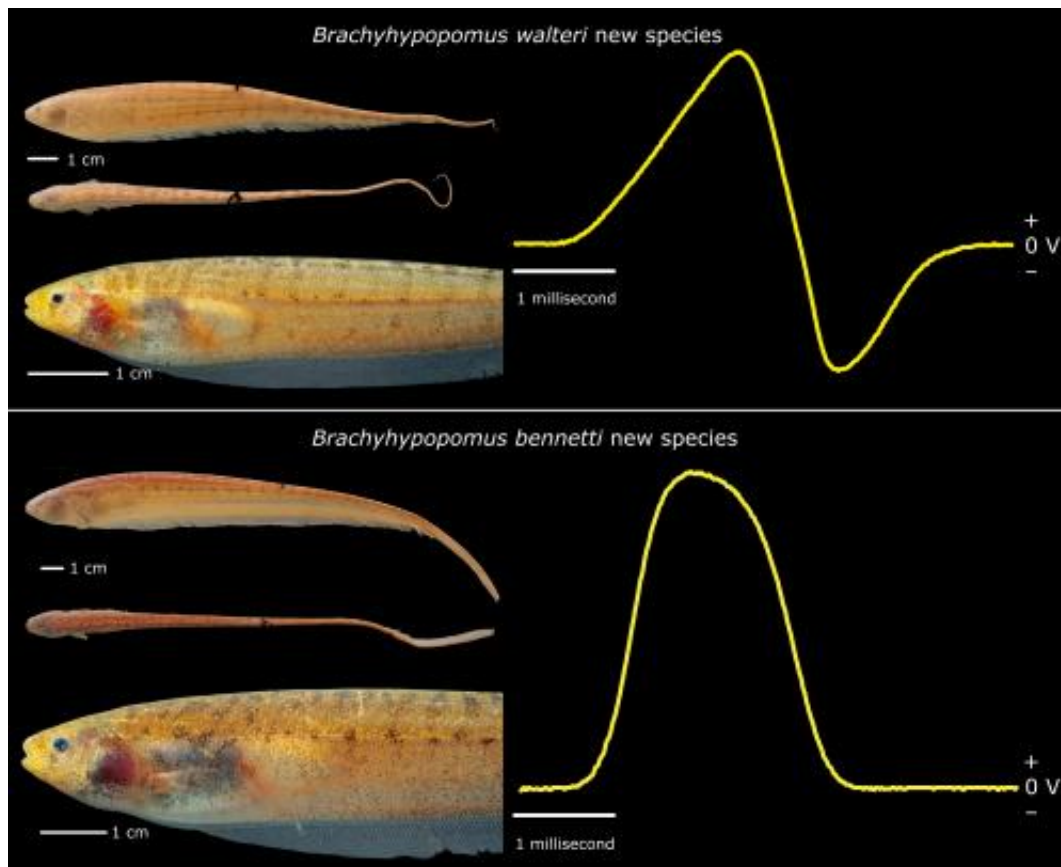 Brachyhypopomus walteri new species
1 cm
1 cm
+
0 V
–
1 millisecond
Brachyhypopomus bennetti new species
1 cm
1 cm
+
0 V
–
1 millisecond